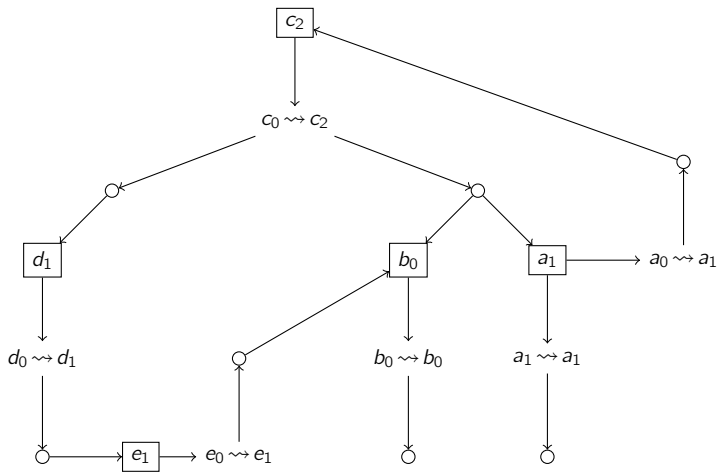 c₂
c₀ ⇝ c₂
d₁
b₀
a₁
a₀ ⇝ a₁
d₀ ⇝ d₁
b₀ ⇝ b₀
a₁ ⇝ a₁
e₁
e₀ ⇝ e₁